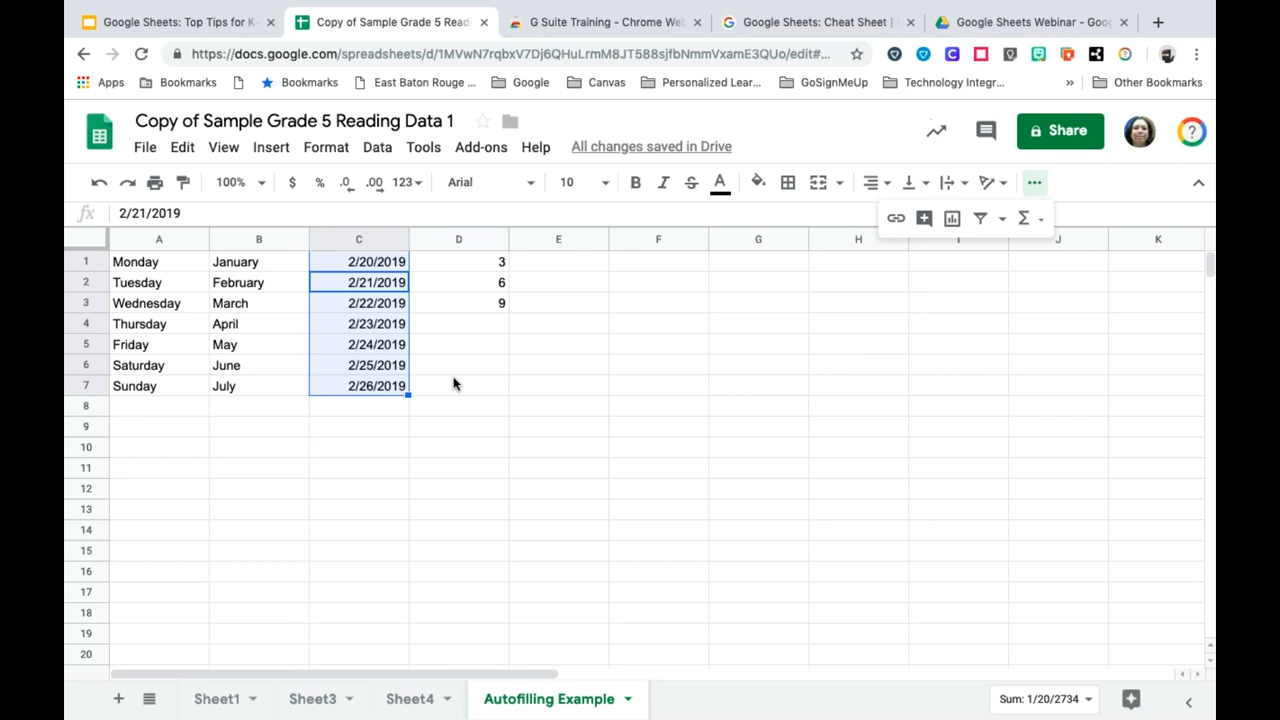 Google Sheets: Top Tips for K-
Copy of Sample Grade 5 Readi
G Suite Training - Chrome Web
Google Sheets: Cheat Sheet |
Google Sheets Webinar - Goog
https://docs.google.com/spreadsheets/d/1MVwN7rqbxV7Dj6QHuLrmM8JT588sjfbNmmVxamE3QUo/edit#...
Apps
Bookmarks
Bookmarks
East Baton Rouge ...
Google
Canvas
Personalized Lear...
GoSignMeUp
Technology Integr...
»
Other Bookmarks
Copy of Sample Grade 5 Reading Data 1
Share
File Edit View Insert Format Data Tools Add-ons Help All changes saved in Drive
100% $ % .0 .00 123 Arial 10 B I S A
fx 2/21/2019
A B C D E F G H I J K
1 Monday January 2/20/2019 3
2 Tuesday February 2/21/2019 6
3 Wednesday March 2/22/2019 9
4 Thursday April 2/23/2019
5 Friday May 2/24/2019
6 Saturday June 2/25/2019
7 Sunday July 2/26/2019
8
9
10
11
12
13
14
15
16
17
18
19
20
Sheet1 Sheet3 Sheet4 Autofilling Example Sum: 1/20/2734